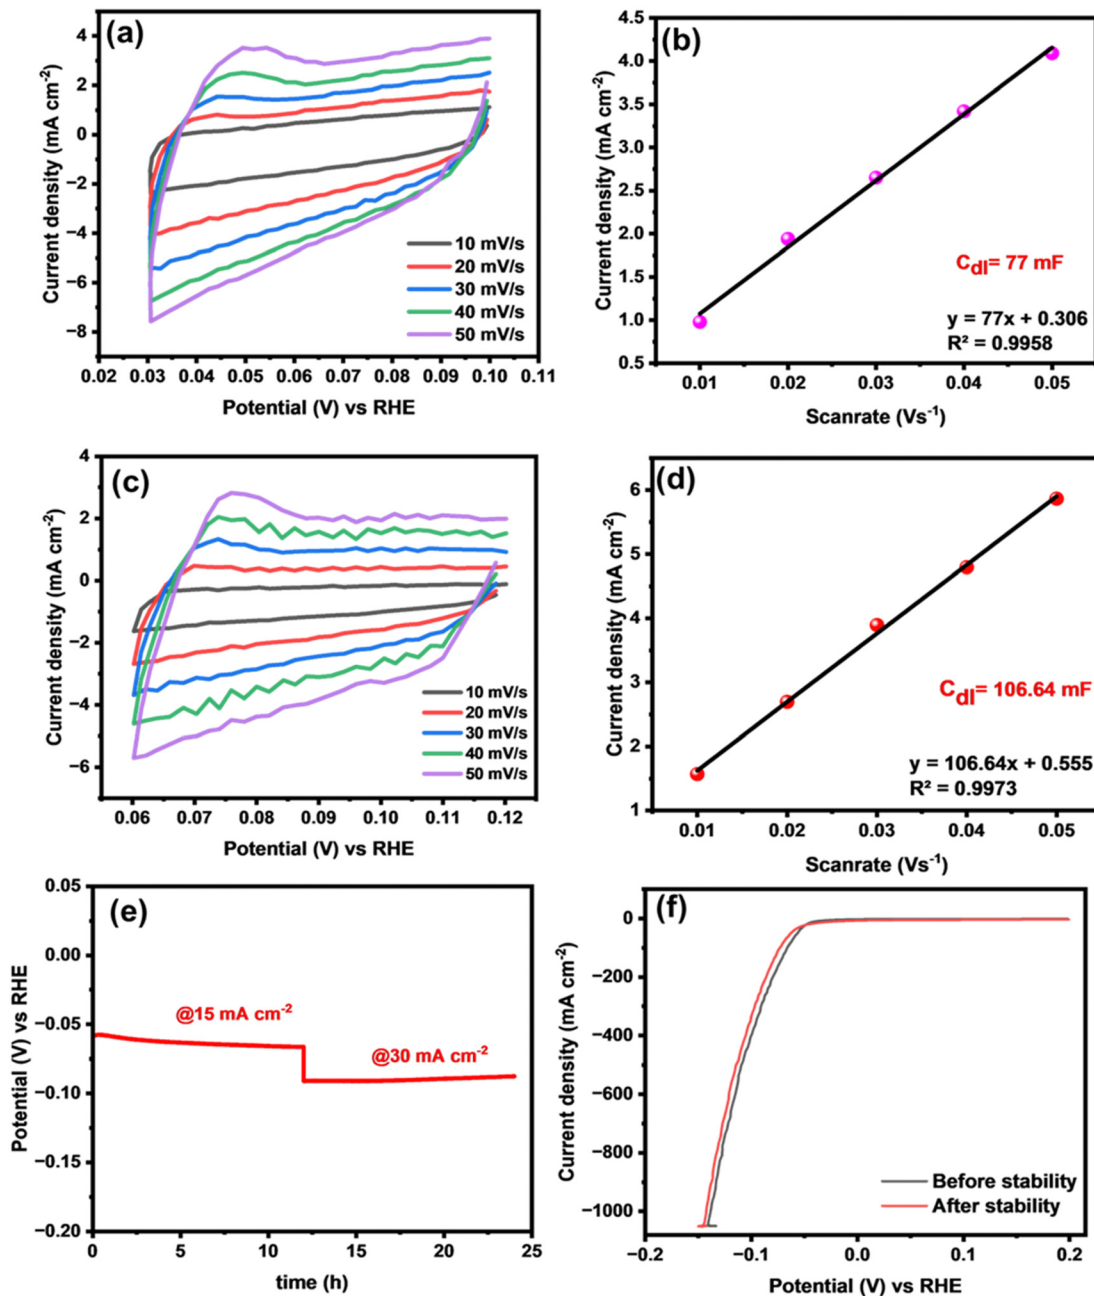 (a)
4
2
0
−2
−4
−6
−8
Current density (mA cm⁻²)
10 mV/s
20 mV/s
30 mV/s
40 mV/s
50 mV/s
0.02 0.03 0.04 0.05 0.06 0.07 0.08 0.09 0.10 0.11
Potential (V) vs RHE
(b)
4.5
4.0
3.5
3.0
2.5
2.0
1.5
1.0
0.5
Current density (mA cm⁻²)
C_dl= 77 mF
y = 77x + 0.306
R² = 0.9958
0.01 0.02 0.03 0.04 0.05
Scanrate (Vs⁻¹)
(c)
4
2
0
−2
−4
−6
Current density (mA cm⁻²)
10 mV/s
20 mV/s
30 mV/s
40 mV/s
50 mV/s
0.06 0.07 0.08 0.09 0.10 0.11 0.12
Potential (V) vs RHE
(d)
6
5
4
3
2
1
Current density (mA cm⁻²)
C_dl= 106.64 mF
y = 106.64x + 0.555
R² = 0.9973
0.01 0.02 0.03 0.04 0.05
Scanrate (Vs⁻¹)
(e)
0.05
0.00
−0.05
−0.10
−0.15
−0.20
Potential (V) vs RHE
@15 mA cm⁻²
@30 mA cm⁻²
0 5 10 15 20 25
time (h)
(f)
0
−200
−400
−600
−800
−1000
Current density (mA cm⁻²)
Before stability
After stability
−0.2 −0.1 0.0 0.1 0.2
Potential (V) vs RHE